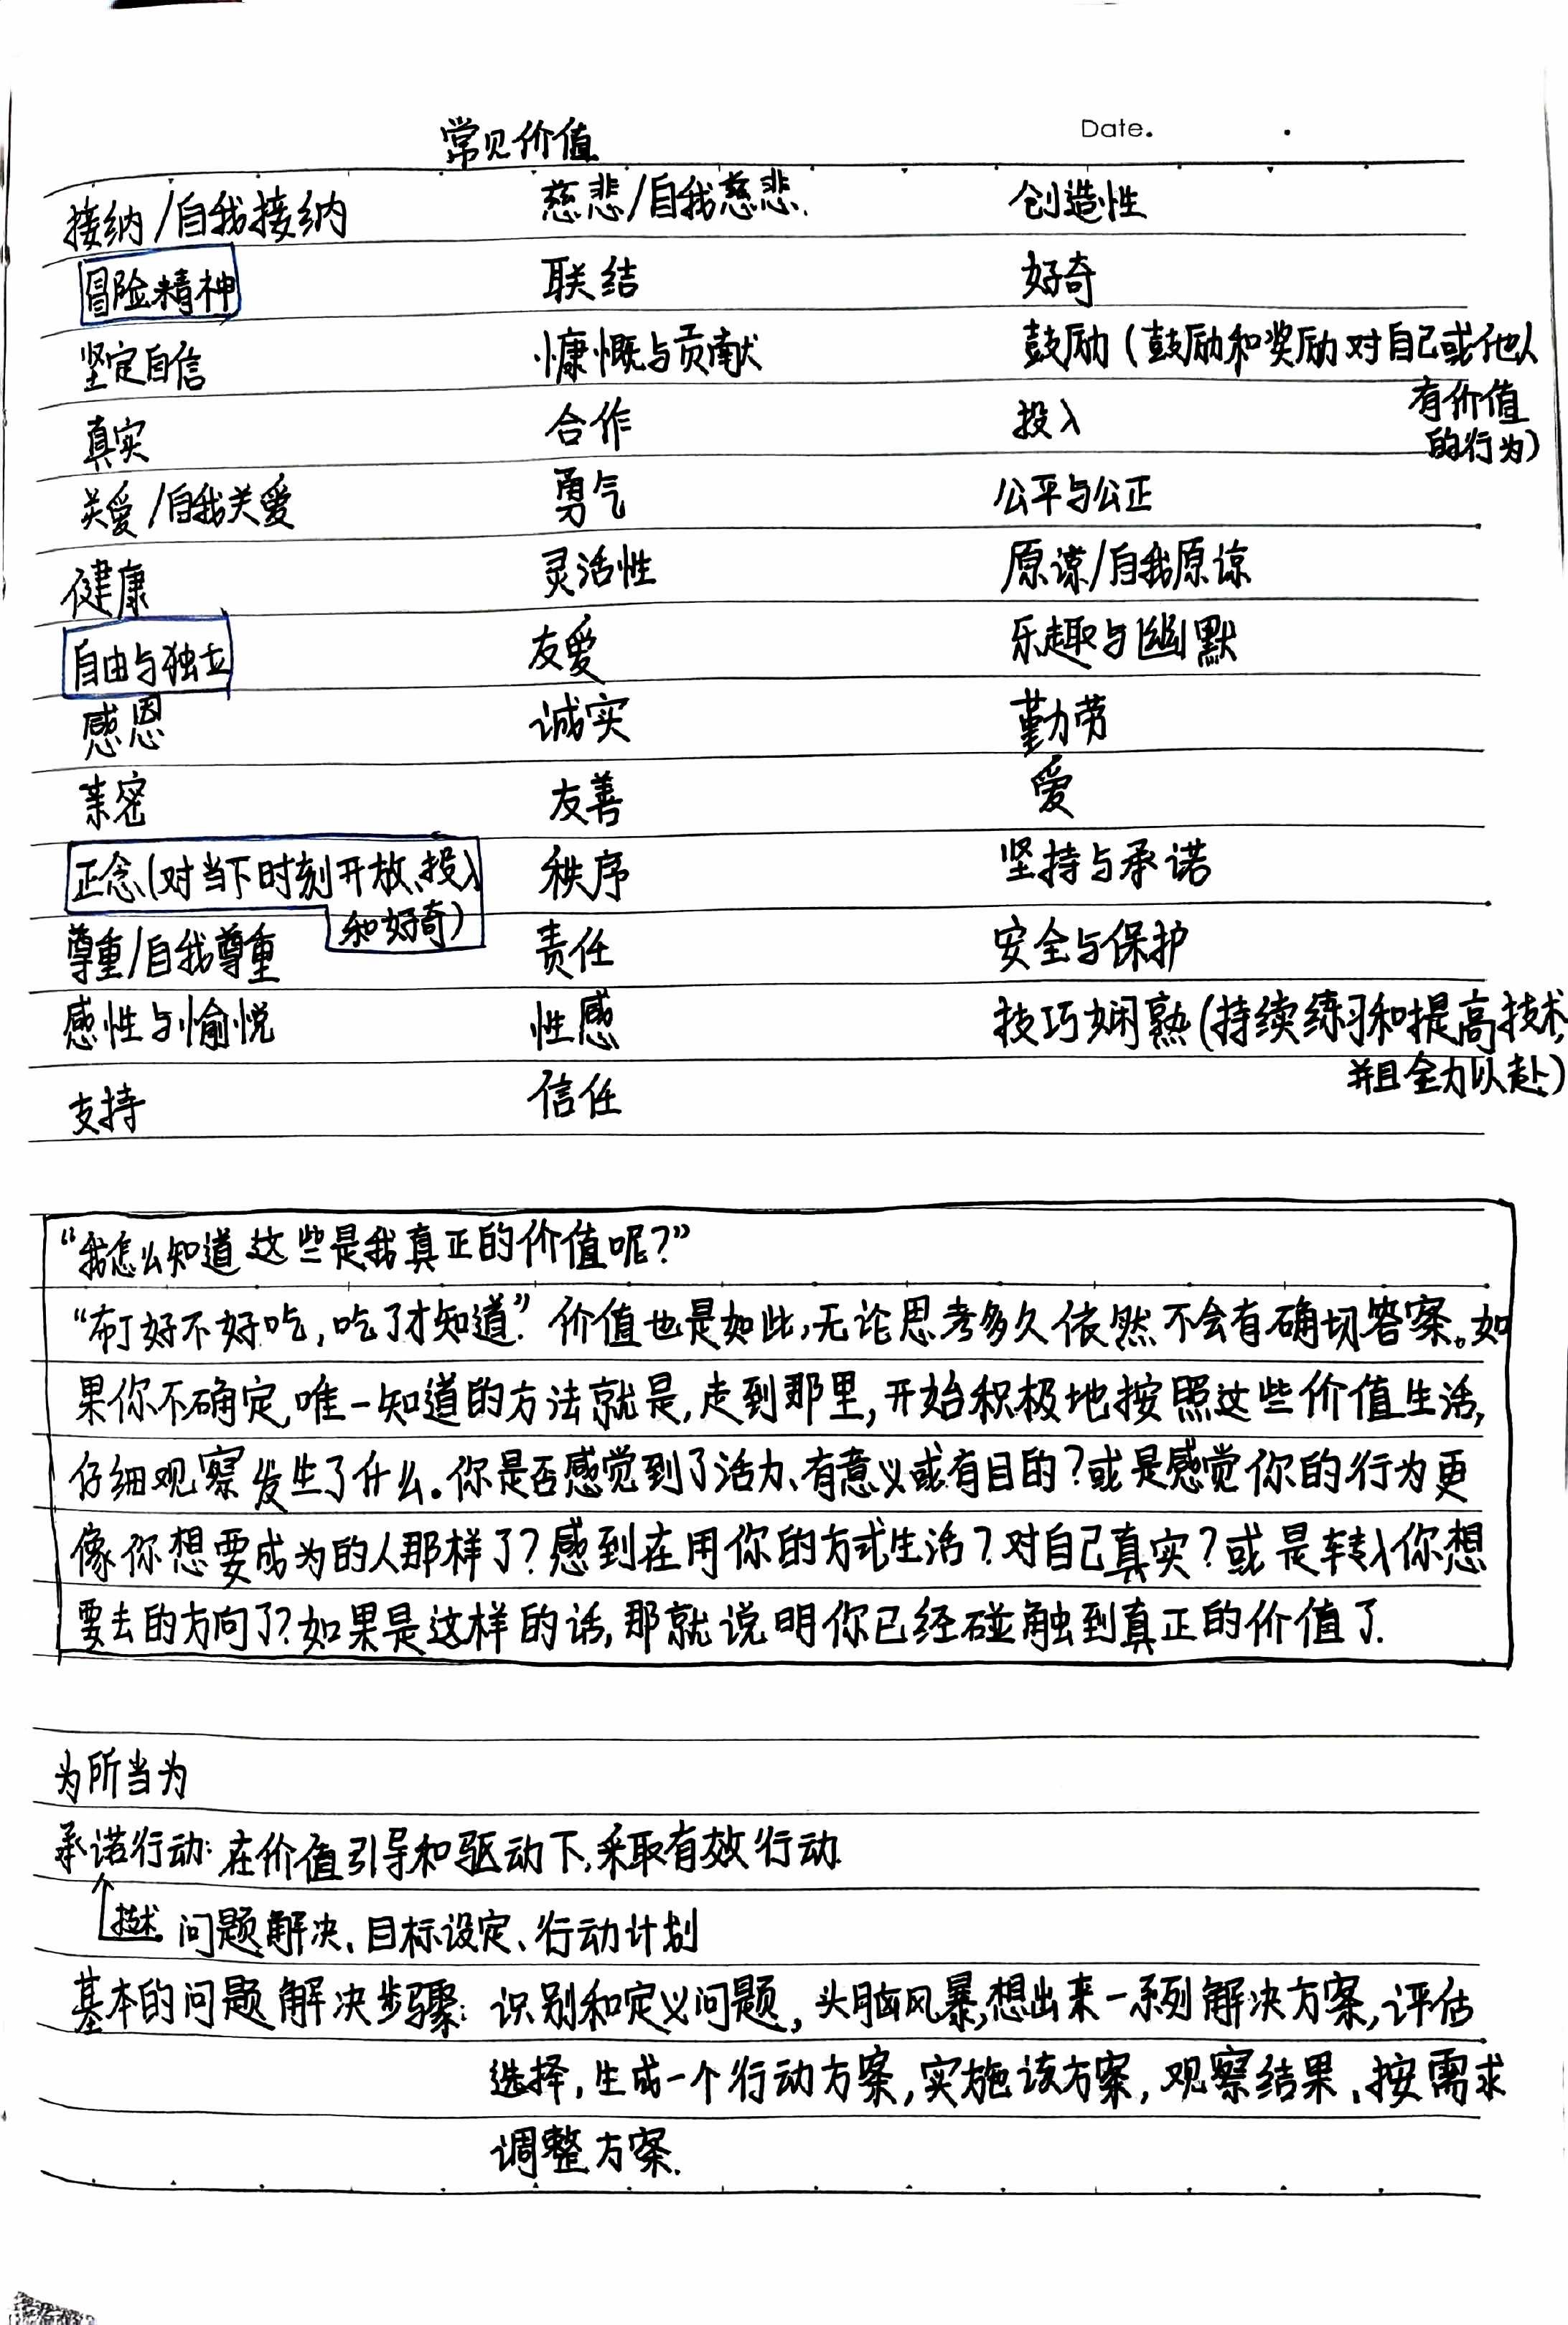 Date.
常见价值
接纳/自我接纳 慈悲/自我慈悲. 创造性
冒险精神 联结 好奇
坚定自信 慷慨与贡献 鼓励(鼓励和奖励对自己或他人
有价值
的行为)
真实 合作 投入
关爱/自我关爱 勇气 公平与公正
健康 灵活性 原谅/自我原谅
自由与独立 友爱 乐趣与幽默
感恩 诚实 勤劳
亲密 友善 爱
正念(对当下时刻开放、投入 秩序 坚持与承诺
和好奇)
尊重/自我尊重 责任 安全与保护
感性与愉悦 性感 技巧娴熟(持续练习和提高技术,
并且全力以赴)
支持 信任
“我怎么知道这些是我真正的价值呢?”
“布丁好不好吃,吃了才知道.”价值也是如此,无论思考多久依然不会有确切答案。如
果你不确定,唯一知道的方法就是,走到那里,开始积极地按照这些价值生活,
仔细观察发生了什么.你是否感觉到了活力、有意义或有目的?或是感觉你的行为更
像你想要成为的人那样了?感到在用你的方式生活?对自己真实?或是转入你想
要去的方向了?如果是这样的话,那就说明你已经碰触到真正的价值了.
为所当为
承诺行动:在价值引导和驱动下,采取有效行动.
技术. 问题解决、目标设定、行动计划
基本的问题解决步骤: 识别和定义问题,头脑风暴,想出来一系列解决方案,评估
选择,生成一个行动方案,实施该方案,观察结果,按需求
调整方案.